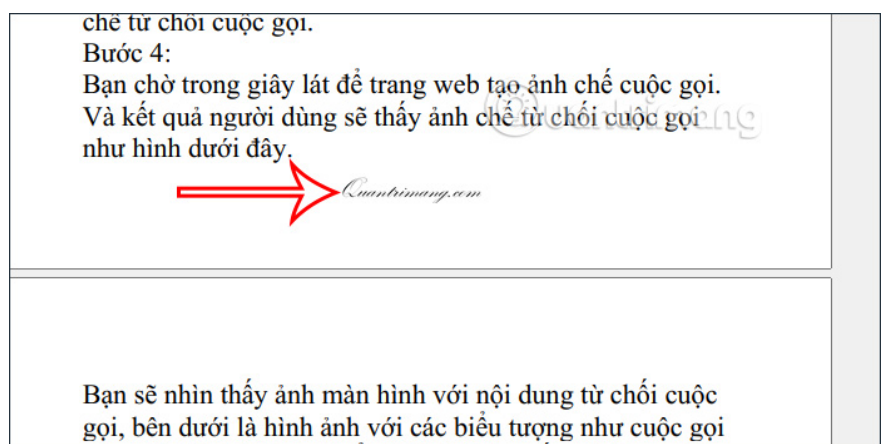 chế từ chối cuộc gọi.
Bước 4:
Bạn chờ trong giây lát để trang web tạo ảnh chế cuộc gọi.
Và kết quả người dùng sẽ thấy ảnh chế từ chối cuộc gọi
như hình dưới đây.
Quantrimang.com
Bạn sẽ nhìn thấy ảnh màn hình với nội dung từ chối cuộc
gọi, bên dưới là hình ảnh với các biểu tượng như cuộc gọi